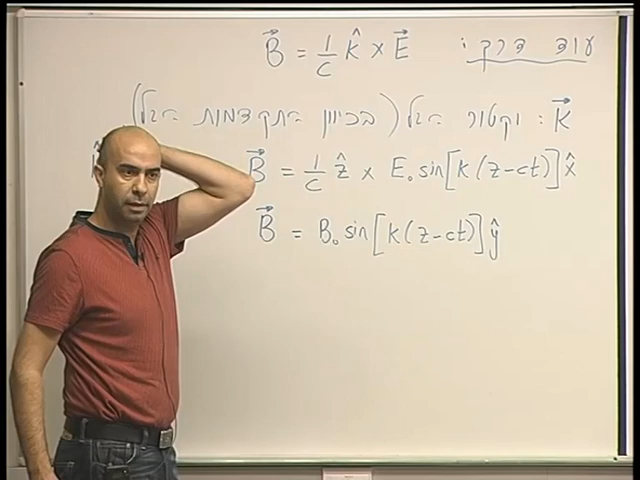 עוד דרך: B⃗ = 1/c k̂ × E⃗
k⃗: וקטור הגל (בכיוון התקדמות הגל)
B⃗ = 1/c ẑ × E₀ sin[k(z-ct)] x̂
B⃗ = B₀ sin[k(z-ct)] ŷ